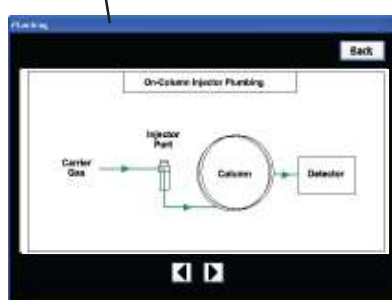 Plumbing
Back
On-Column Injector Plumbing
Injector
Port
Carrier
Gas
Column
Detector